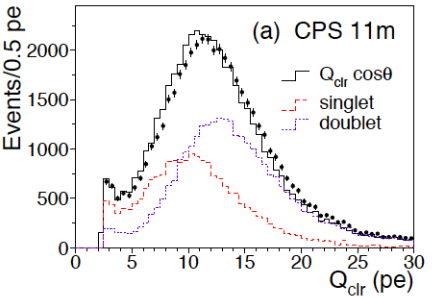 (a) CPS 11m
Q_clr cosθ
singlet
doublet
Events/0.5 pe
2000
1500
1000
500
0
0 5 10 15 20 25 30
Q_clr (pe)